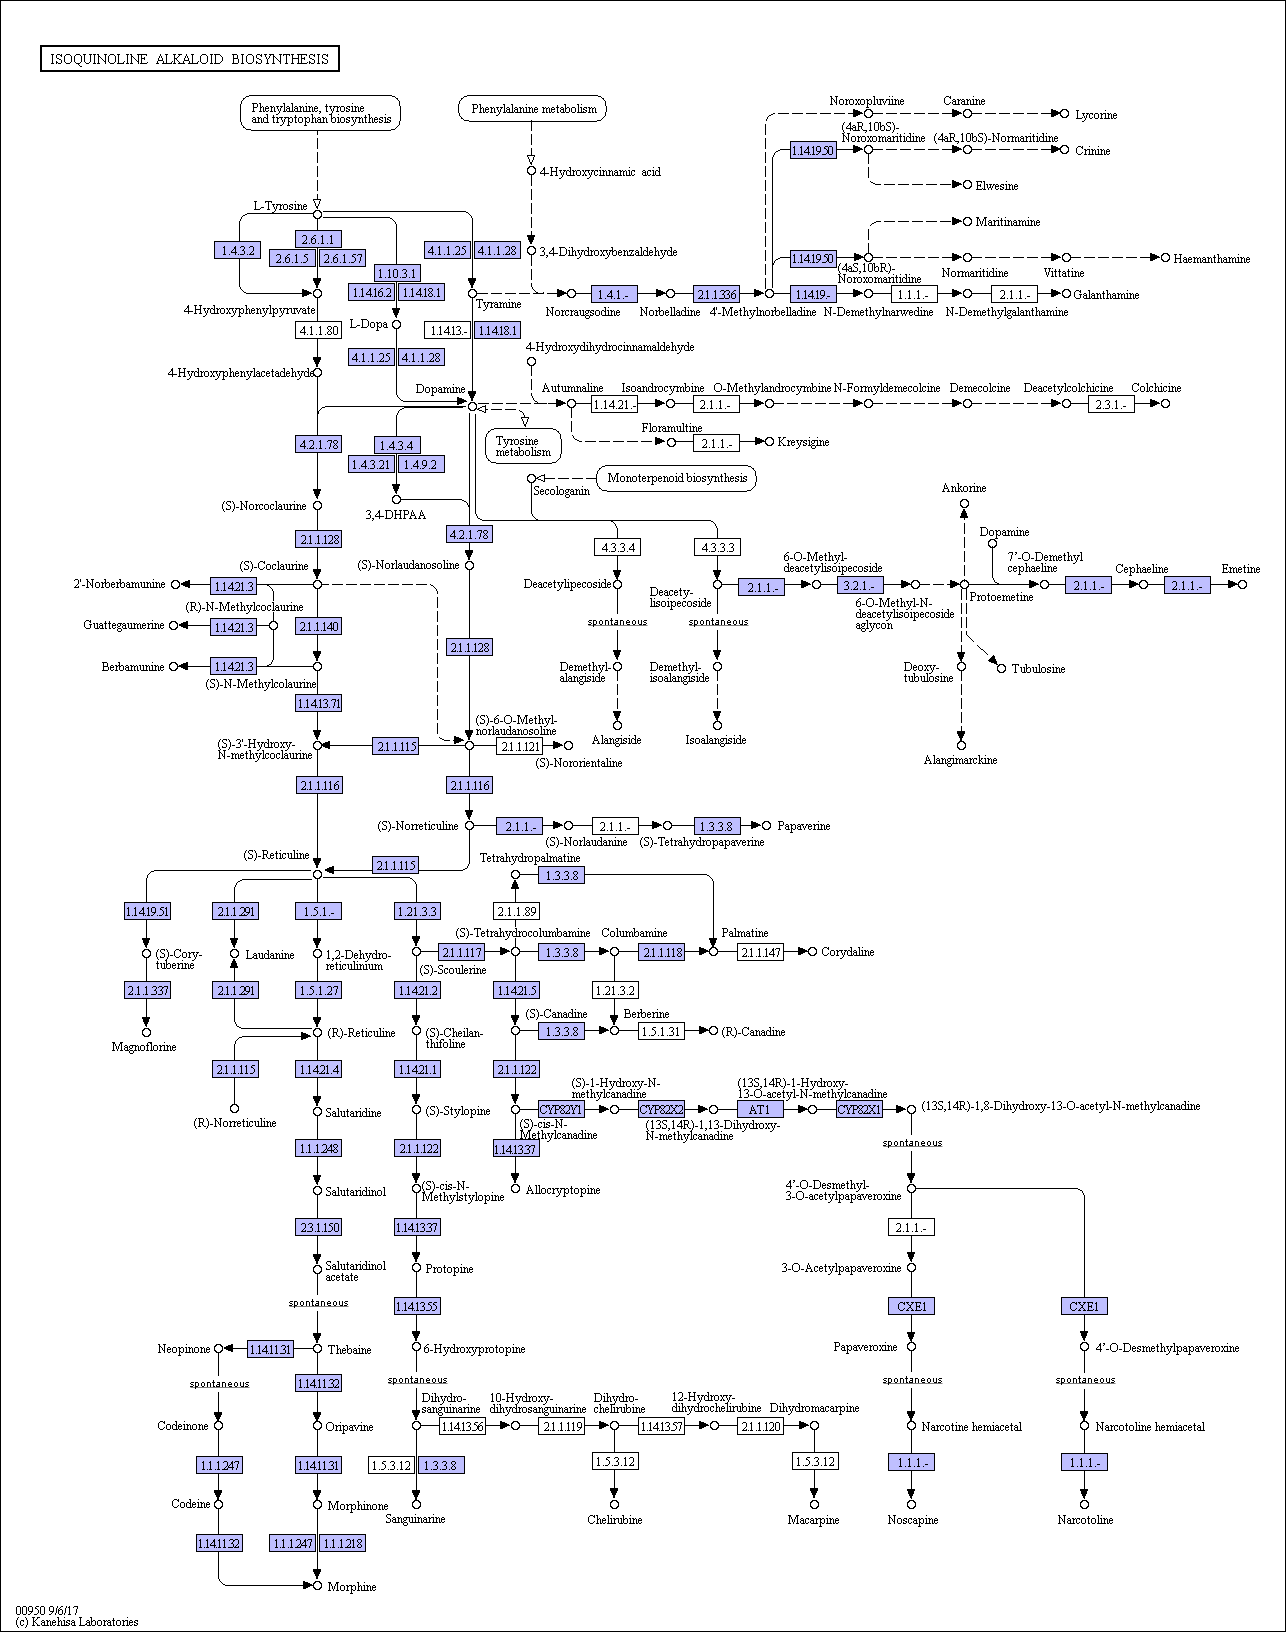 ISOQUINOLINE ALKALOID BIOSYNTHESIS
Phenylalanine, tyrosine
and tryptophan biosynthesis
Phenylalanine metabolism
Noroxopluviine
Caranine
Lycorine
(4aR,10bS)-
Noroxomaritidine
(4aR,10bS)-Normaritidine
1.14.19.50
Crinine
4-Hydroxycinnamic acid
Elwesine
L-Tyrosine
Maritinamine
1.4.3.2
2.6.1.1
2.6.1.5
2.6.1.57
4.1.1.25
4.1.1.28
3,4-Dihydroxybenzaldehyde
1.14.19.50
Haemanthamine
(4aS,10bR)-
Noroxomaritidine
Normaritidine
Vittatine
1.10.3.1
1.14.16.2
1.14.18.1
4-Hydroxyphenylpyruvate
Tyramine
Norcraugsodine
1.4.1.-
Norbelladine
2.1.1.336
4'-Methylnorbelladine
1.14.19.-
N-Demethylnarwedine
1.1.1.-
N-Demethylgalanthamine
2.1.1.-
Galanthamine
4.1.1.80
L-Dopa
1.14.13.-
1.14.18.1
4-Hydroxydihydrocinnamaldehyde
4.1.1.25
4.1.1.28
4-Hydroxyphenylacetadehyde
Dopamine
Autumnaline
Isoandrocymbine
O-Methylandrocymbine
N-Formyldemecolcine
Demecolcine
Deacetylcolchicine
Colchicine
1.14.21.-
2.1.1.-
2.3.1.-
Floramultine
2.1.1.-
Kreysigine
Tyrosine
metabolism
4.2.1.78
1.4.3.4
1.4.3.21
1.4.9.2
Monoterpenoid biosynthesis
Secologanin
3,4-DHPAA
(S)-Norcoclaurine
Ankorine
2.1.1.128
4.2.1.78
4.3.3.4
4.3.3.3
Dopamine
6-O-Methyl-
deacetylisoipecoside
7'-O-Demethyl
cephaeline
Cephaeline
Emetine
(S)-Coclaurine
(S)-Norlaudanosoline
2'-Norberbamunine
1.14.21.3
Deacetylipecoside
Deacety-
lisoipecoside
2.1.1.-
3.2.1.-
6-O-Methyl-N-
deacetylisoipecoside
aglycon
Protoemetine
2.1.1.-
2.1.1.-
(R)-N-Methylcoclaurine
Guattegaumerine
1.14.21.3
2.1.1.140
spontaneous
spontaneous
2.1.1.128
Berbamunine
1.14.21.3
(S)-N-Methylcolaurine
Demethyl-
alangiside
Demethyl-
isoalangiside
Deoxy-
tubulosine
Tubulosine
1.14.13.71
(S)-6-O-Methyl-
norlaudanosoline
(S)-3'-Hydroxy-
N-methylcoclaurine
2.1.1.115
2.1.1.121
(S)-Nororientaline
Alangiside
Isoalangiside
Alangimarckine
2.1.1.116
2.1.1.116
(S)-Norreticuline
2.1.1.-
(S)-Norlaudanine
2.1.1.-
(S)-Tetrahydropapaverine
1.3.3.8
Papaverine
(S)-Reticuline
2.1.1.115
Tetrahydropalmatine
1.3.3.8
1.14.19.51
2.1.1.291
1.5.1.-
1.21.3.3
2.1.1.89
(S)-Tetrahydrocolumbamine
Columbamine
Palmatine
(S)-Cory-
tuberine
Laudanine
1,2-Dehydro-
reticulinium
2.1.1.117
(S)-Scoulerine
1.3.3.8
2.1.1.118
2.1.1.147
Corydaline
2.1.1.337
2.1.1.291
1.5.1.27
1.14.21.2
1.14.21.5
1.21.3.2
(S)-Canadine
Berberine
Magnoflorine
(R)-Reticuline
(S)-Cheilan-
thifoline
1.3.3.8
1.5.1.31
(R)-Canadine
2.1.1.115
1.14.21.4
1.14.21.1
2.1.1.122
(S)-1-Hydroxy-N-
methylcanadine
(13S,14R)-1-Hydroxy-
13-O-acetyl-N-methylcanadine
(R)-Norreticuline
Salutaridine
(S)-Stylopine
CYP82Y1
CYP82X2
AT1
CYP82X1
(13S,14R)-1,8-Dihydroxy-13-O-acetyl-N-methylcanadine
(S)-cis-N-
Methylcanadine
(13S,14R)-1,13-Dihydroxy-
N-methylcanadine
1.1.1.248
2.1.1.122
1.14.13.37
spontaneous
Salutaridinol
(S)-cis-N-
Methylstylopine
Allocryptopine
4'-O-Desmethyl-
3-O-acetylpapaveroxine
2.3.1.150
1.14.13.37
2.1.1.-
Salutaridinol
acetate
Protopine
3-O-Acetylpapaveroxine
spontaneous
1.14.13.55
CXE1
CXE1
Neopinone
1.14.11.31
Thebaine
6-Hydroxyprotopine
Papaveroxine
4'-O-Desmethylpapaveroxine
spontaneous
1.14.11.32
spontaneous
spontaneous
spontaneous
Dihydro-
sanguinarine
10-Hydroxy-
dihydrosanguinarine
Dihydro-
chelirubine
12-Hydroxy-
dihydrochelirubine
Dihydromacarpine
Codeinone
Oripavine
1.14.13.56
2.1.1.119
1.14.13.57
2.1.1.120
Narcotine hemiacetal
Narcotoline hemiacetal
1.1.1.247
1.14.11.31
1.5.3.12
1.3.3.8
1.5.3.12
1.5.3.12
1.1.1.-
1.1.1.-
Codeine
Morphinone
Sanguinarine
Chelirubine
Macarpine
Noscapine
Narcotoline
1.14.11.32
1.1.1.247
1.1.1.218
Morphine
00950 9/6/17
(c) Kanehisa Laboratories